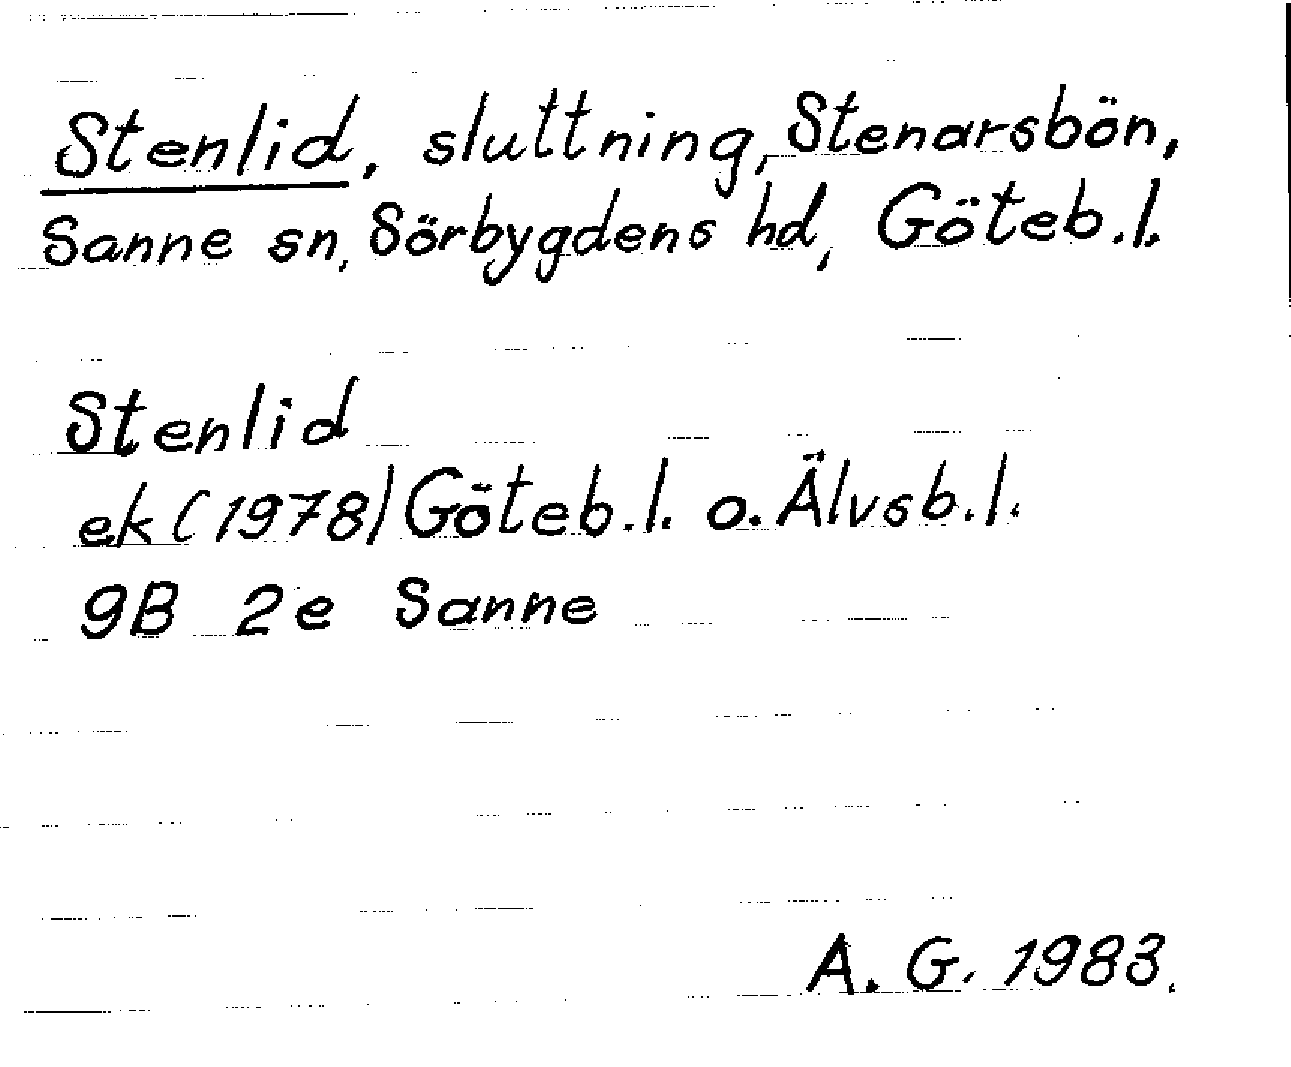 Stenlid, sluttning, Stenarsbön,
Sanne sn, Sörbygdens hd, Göteb.l.
Stenlid
ek (1978) Göteb.l. o. Älvsb.l.
9B 2e Sanne
A. G. 1983.